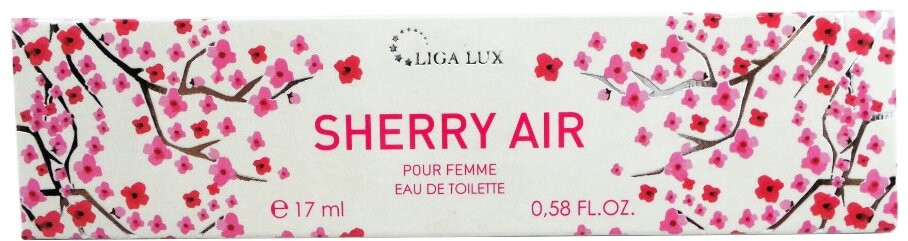 LIGA LUX
SHERRY AIR
POUR FEMME
EAU DE TOILETTE
℮ 17 ml 0,58 FL.OZ.